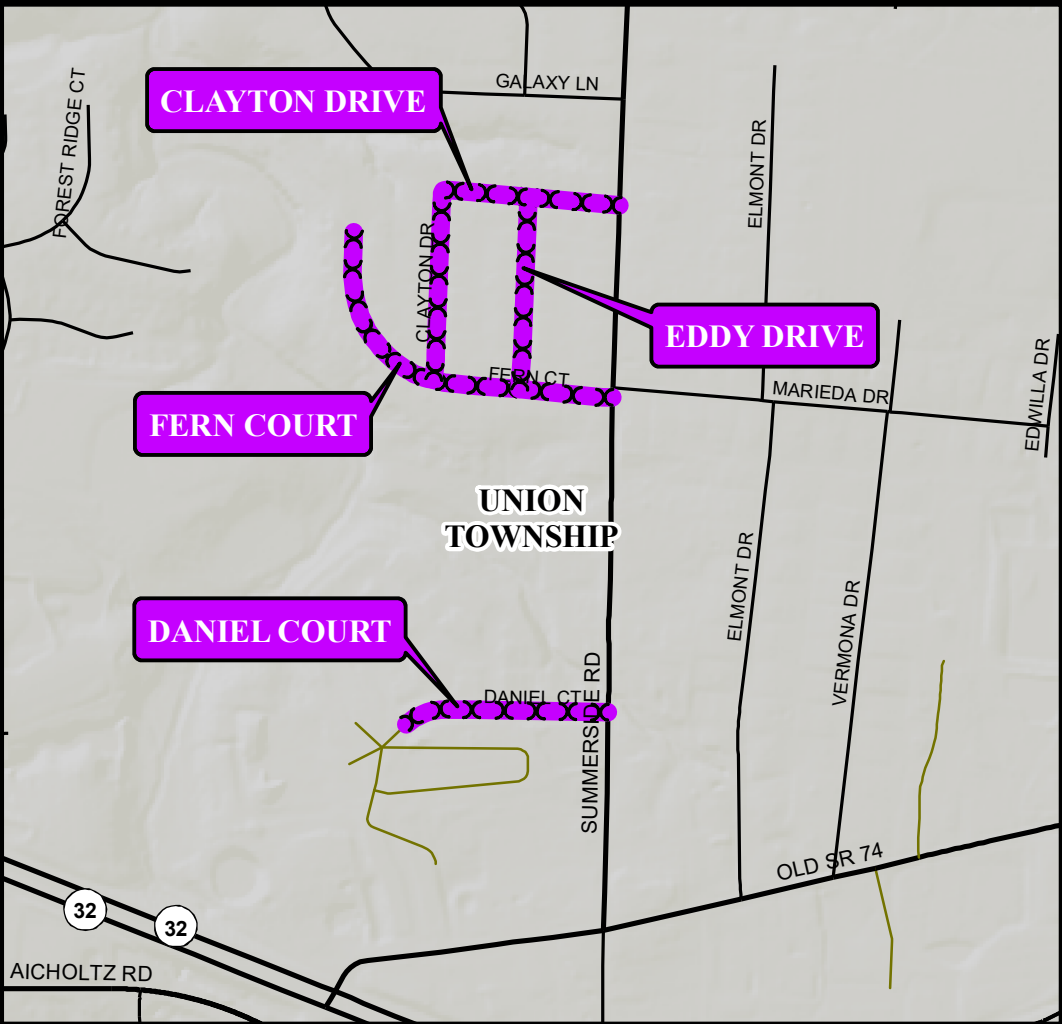 GALAXY LN
CLAYTON DRIVE
FOREST RIDGE CT
ELMONT DR
CLAYTON DR
EDDY DRIVE
FERN CT
MARIEDA DR
EDWILLA DR
FERN COURT
UNION
TOWNSHIP
ELMONT DR
VERMONA DR
DANIEL COURT
DANIEL CT
SUMMERSIDE RD
OLD SR 74
32
32
AICHOLTZ RD